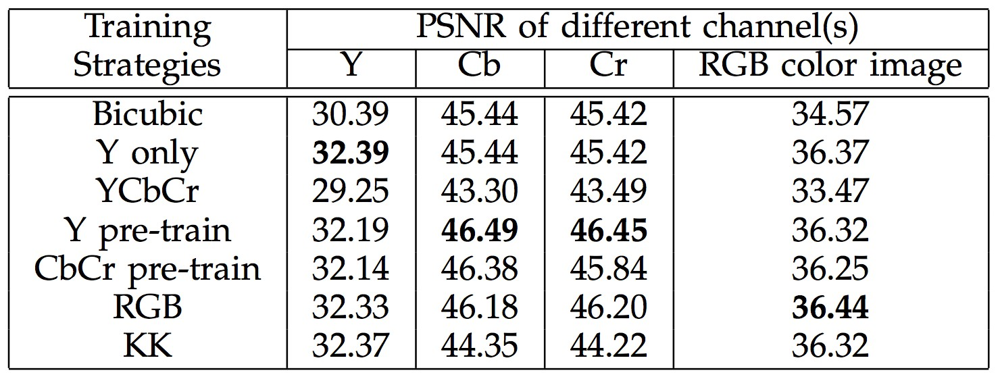 Training Strategies PSNR of different channel(s)
Y Cb Cr RGB color image
Bicubic 30.39 45.44 45.42 34.57
Y only 32.39 45.44 45.42 36.37
YCbCr 29.25 43.30 43.49 33.47
Y pre-train 32.19 46.49 46.45 36.32
CbCr pre-train 32.14 46.38 45.84 36.25
RGB 32.33 46.18 46.20 36.44
KK 32.37 44.35 44.22 36.32